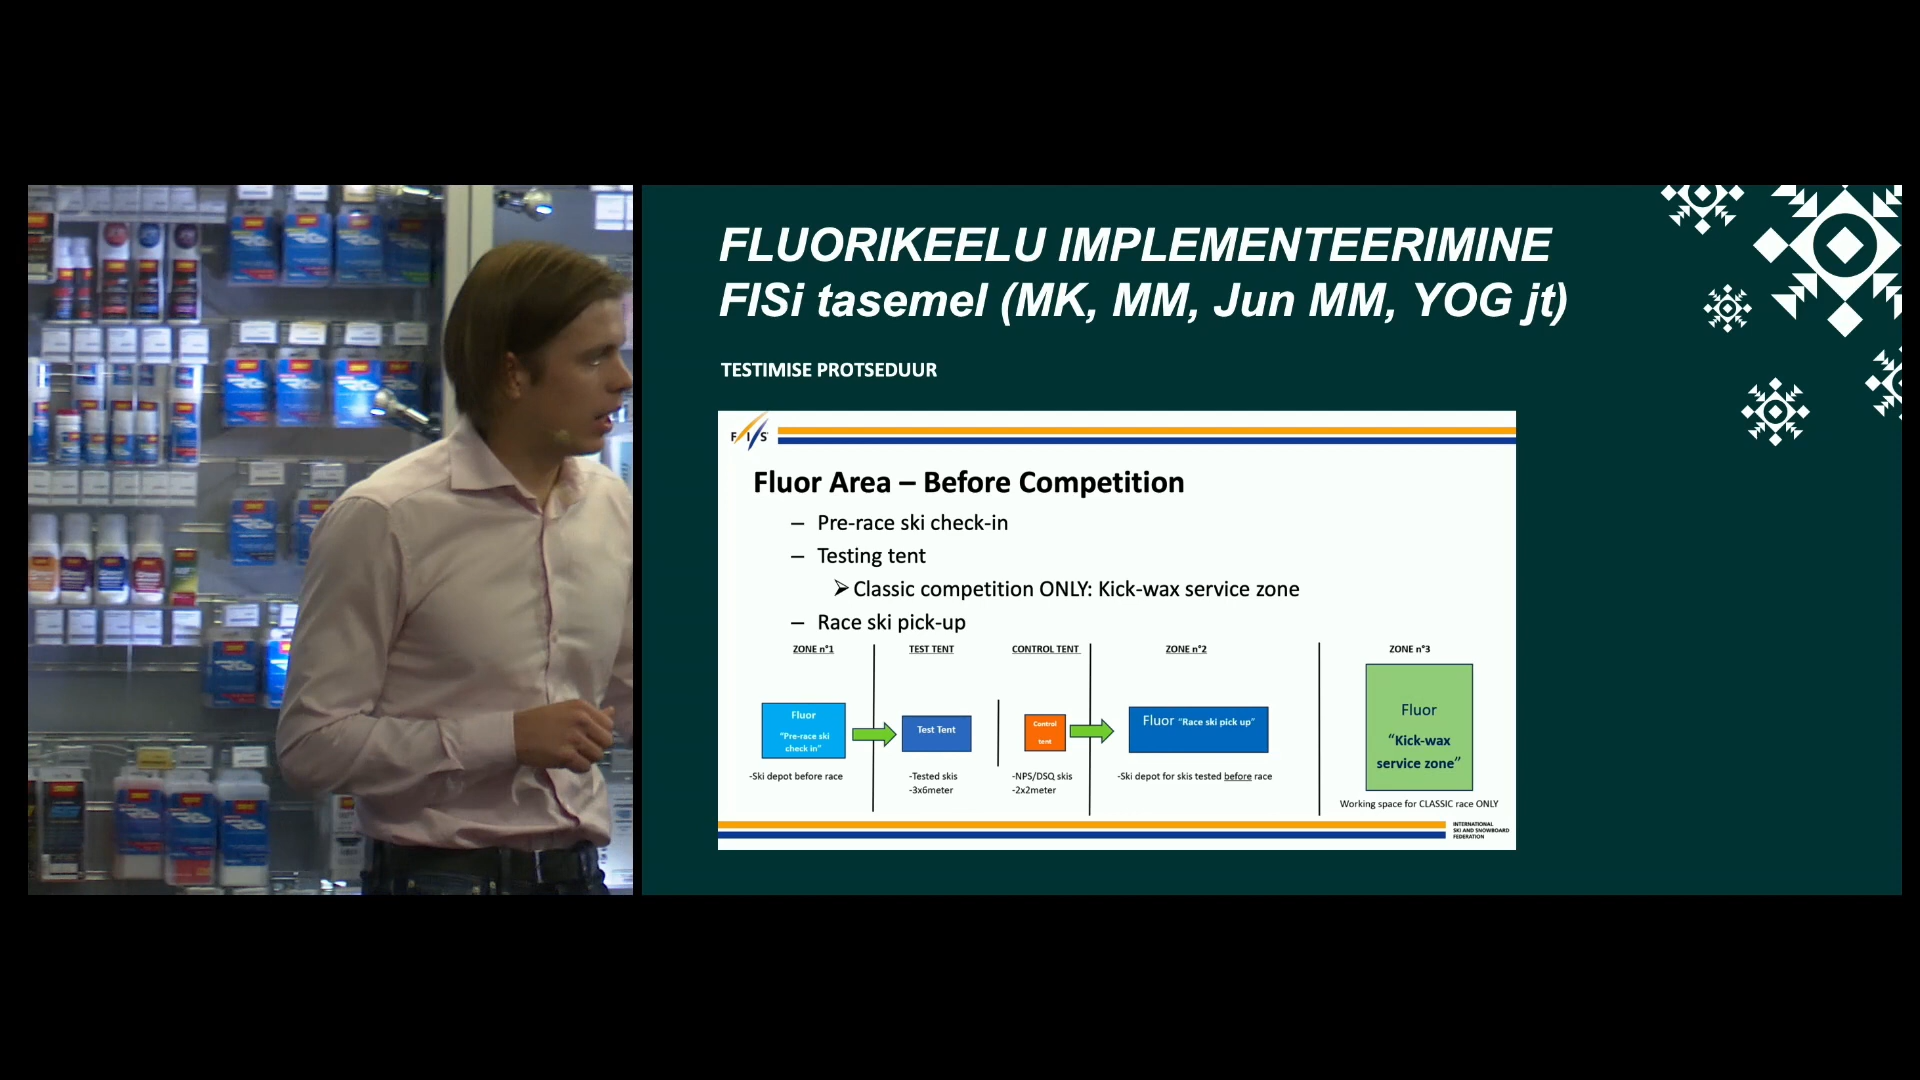 FLUORIKEELU IMPLEMENTEERIMINE
FISi tasemel (MK, MM, Jun MM, YOG jt)
TESTIMISE PROTSEDUUR
F I S
Fluor Area – Before Competition
– Pre-race ski check-in
– Testing tent
➢Classic competition ONLY: Kick-wax service zone
– Race ski pick-up
ZONE n°1
TEST TENT
CONTROL TENT
ZONE n°2
ZONE n°3
Fluor
"Pre-race ski
check in"
Test Tent
Control
tent
Fluor "Race ski pick up"
Fluor
"Kick-wax
service zone"
-Ski depot before race
-Tested skis
-3x6meter
-NPS/DSQ skis
-2x2meter
-Ski depot for skis tested before race
Working space for CLASSIC race ONLY
INTERNATIONAL
SKI AND SNOWBOARD
FEDERATION